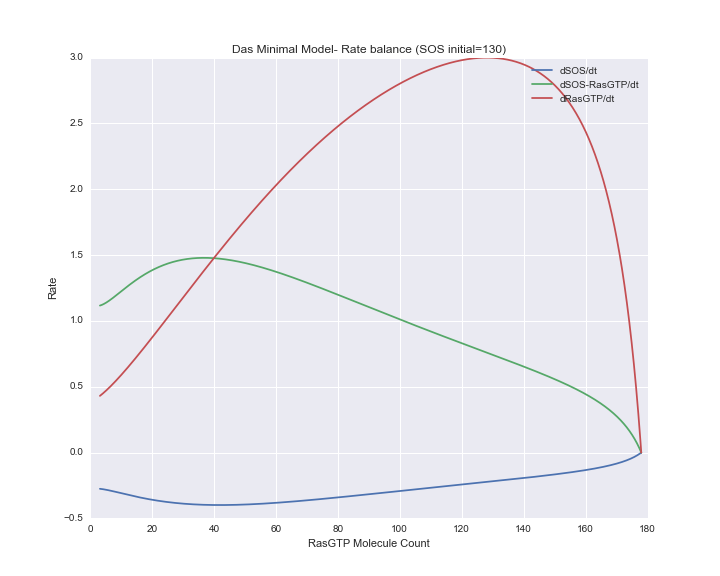 Das Minimal Model- Rate balance (SOS initial=130)
3.0
2.5
2.0
1.5
1.0
0.5
0.0
−0.5
Rate
dSOS/dt
dSOS-RasGTP/dt
dRasGTP/dt
0 20 40 60 80 100 120 140 160 180
RasGTP Molecule Count